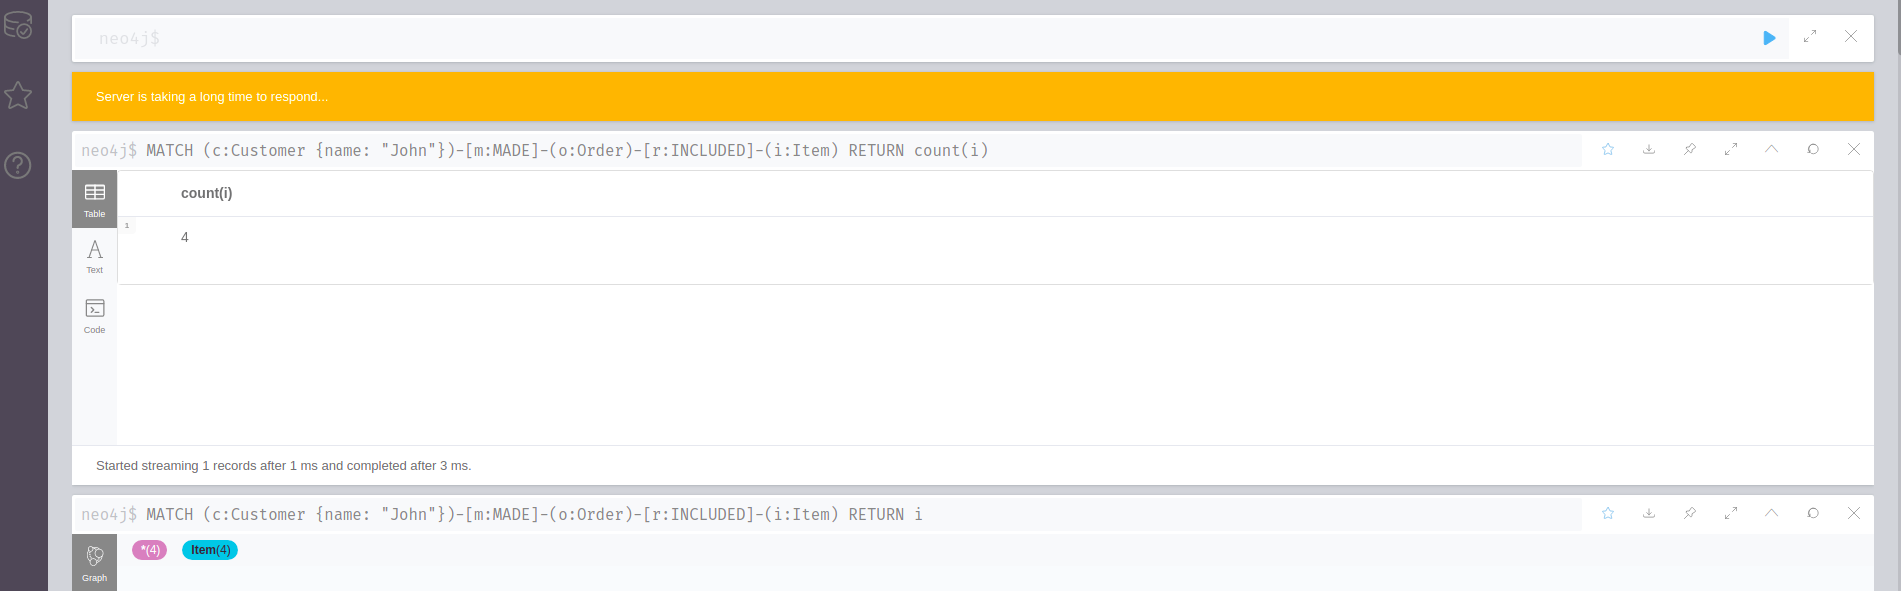 neo4j$
Server is taking a long time to respond...
neo4j$ MATCH (c:Customer {name: "John"})-[m:MADE]-(o:Order)-[r:INCLUDED]-(i:Item) RETURN count(i)
Table
count(i)
1
4
Text
Code
Started streaming 1 records after 1 ms and completed after 3 ms.
neo4j$ MATCH (c:Customer {name: "John"})-[m:MADE]-(o:Order)-[r:INCLUDED]-(i:Item) RETURN i
*(4) Item(4)
Graph